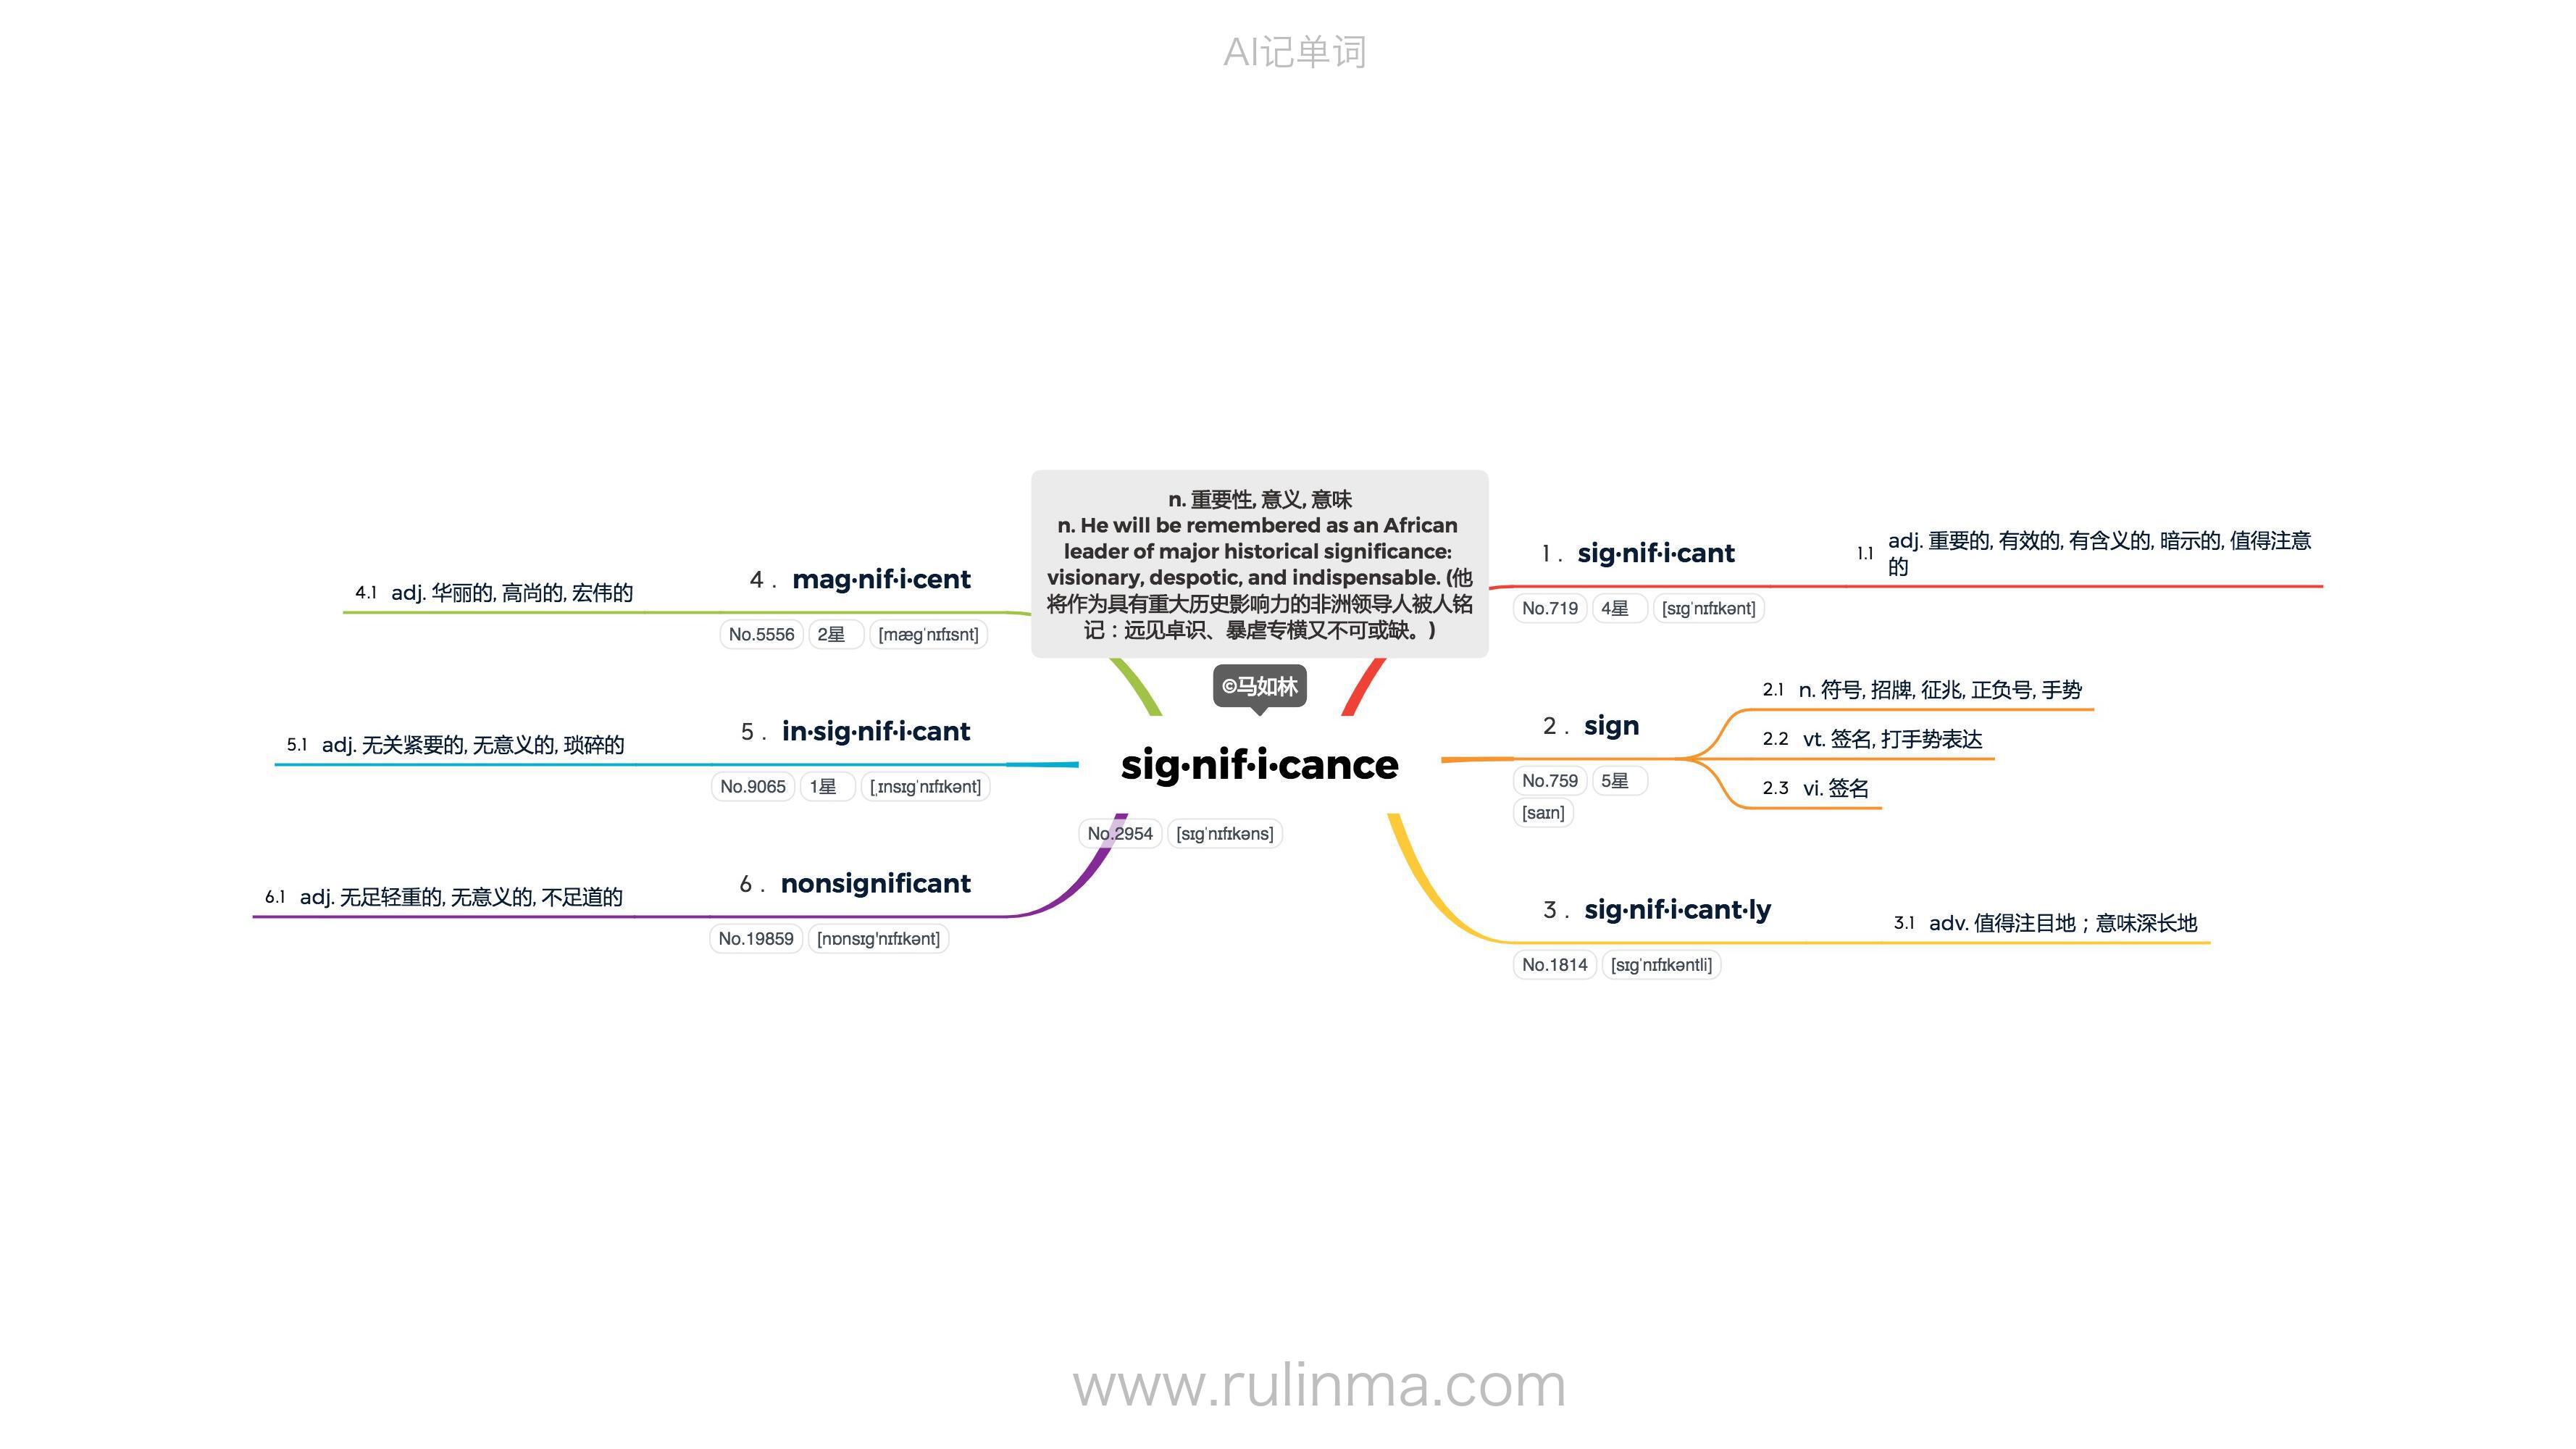 AI记单词
n. 重要性, 意义, 意味
n. He will be remembered as an African
leader of major historical significance:
visionary, despotic, and indispensable. (他
将作为具有重大历史影响力的非洲领导人被人铭
记：远见卓识、暴虐专横又不可或缺。)
©马如林
sig·nif·i·cance
No.2954 [sɪɡˈnɪfɪkəns]
1 . sig·nif·i·cant
No.719 4星 [sɪɡˈnɪfɪkənt]
1.1 adj. 重要的, 有效的, 有含义的, 暗示的, 值得注意
的
2 . sign
No.759 5星
[saɪn]
2.1 n. 符号, 招牌, 征兆, 正负号, 手势
2.2 vt. 签名, 打手势表达
2.3 vi. 签名
3 . sig·nif·i·cant·ly
No.1814 [sɪɡˈnɪfɪkəntli]
3.1 adv. 值得注目地；意味深长地
4 . mag·nif·i·cent
No.5556 2星 [mæɡˈnɪfɪsnt]
4.1 adj. 华丽的, 高尚的, 宏伟的
5 . in·sig·nif·i·cant
No.9065 1星 [ˌɪnsɪɡˈnɪfɪkənt]
5.1 adj. 无关紧要的, 无意义的, 琐碎的
6 . nonsignificant
No.19859 [nɒnsɪɡ'nɪfɪkənt]
6.1 adj. 无足轻重的, 无意义的, 不足道的
www.rulinma.com